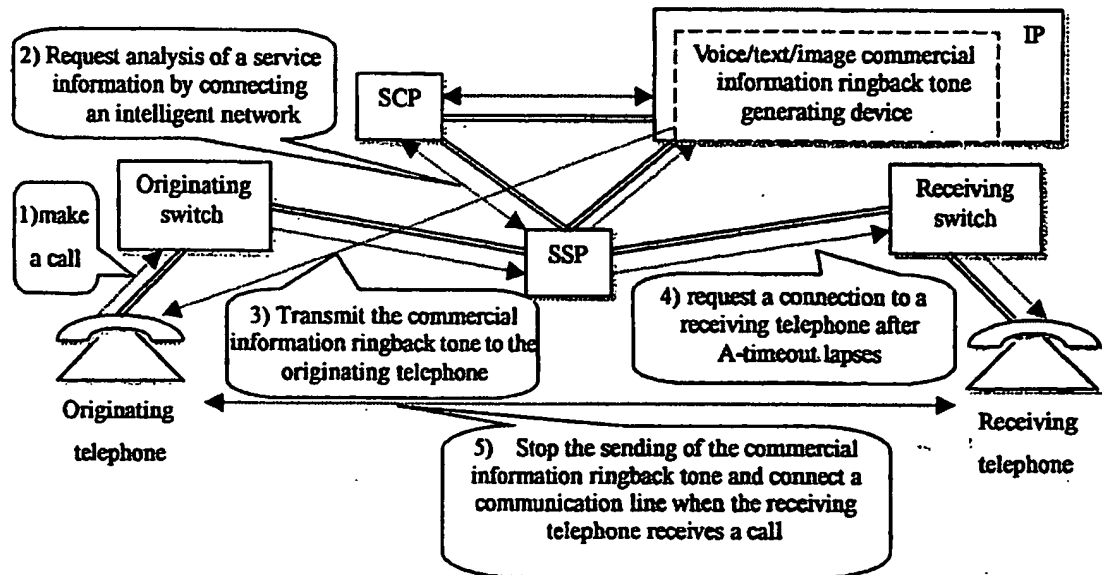 2) Request analysis of a service
information by connecting
an intelligent network
SCP
IP
Voice/text/image commercial
information ringback tone
generating device
1)make
a call
Originating
switch
SSP
Receiving
switch
3) Transmit the commercial
information ringback tone to the
originating telephone
4) request a connection to a
receiving telephone after
A-timeout lapses
Originating
telephone
Receiving
telephone
5) Stop the sending of the commercial
information ringback tone and connect a
communication line when the receiving
telephone receives a call